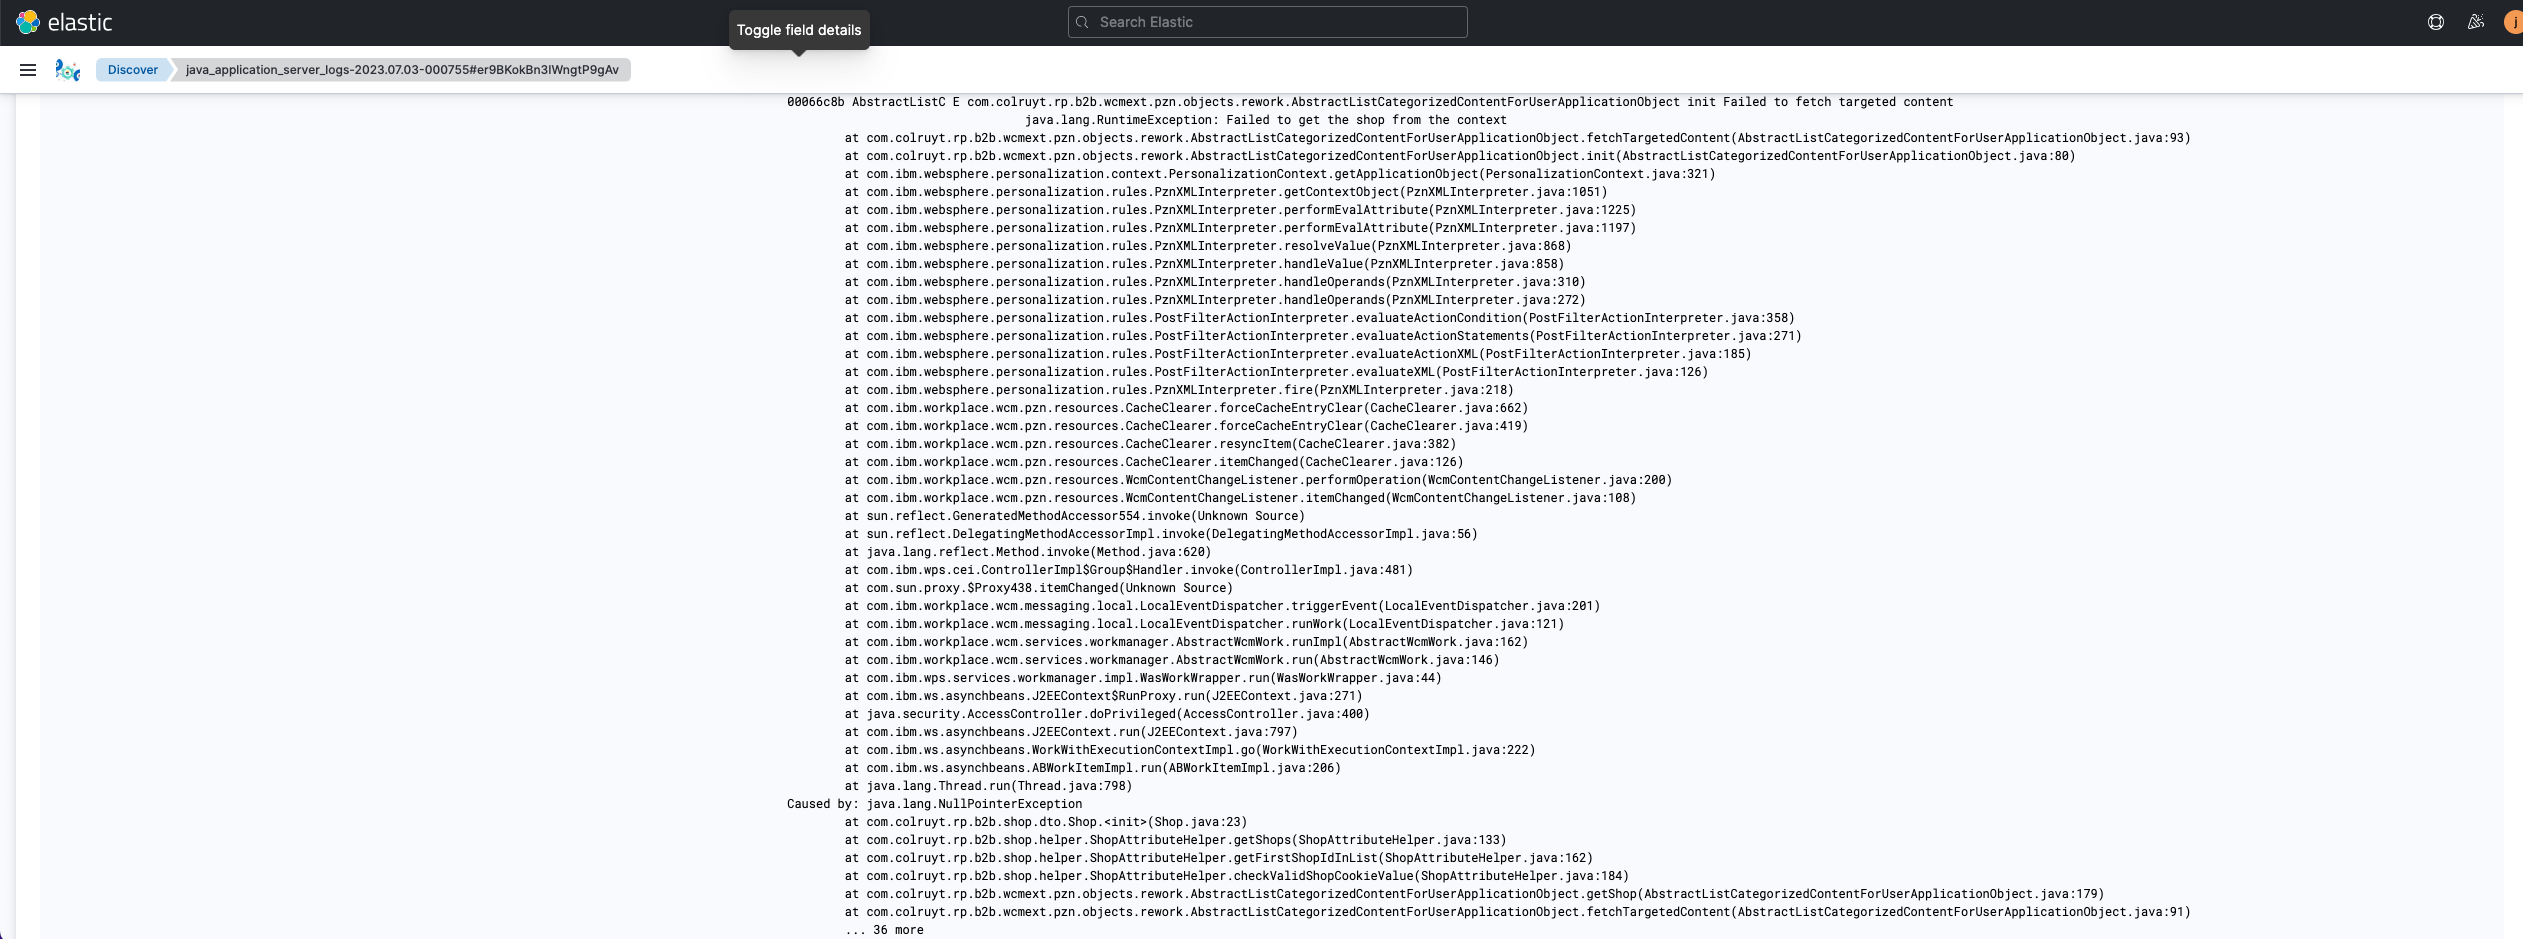 elastic
Toggle field details
Search Elastic
j
Discover
java_application_server_logs-2023.07.03-000755#er9BKokBn3lWngtP9gAv
00066c8b AbstractListC E com.colruyt.rp.b2b.wcmext.pzn.objects.rework.AbstractListCategorizedContentForUserApplicationObject init Failed to fetch targeted content
java.lang.RuntimeException: Failed to get the shop from the context
at com.colruyt.rp.b2b.wcmext.pzn.objects.rework.AbstractListCategorizedContentForUserApplicationObject.fetchTargetedContent(AbstractListCategorizedContentForUserApplicationObject.java:93)
at com.colruyt.rp.b2b.wcmext.pzn.objects.rework.AbstractListCategorizedContentForUserApplicationObject.init(AbstractListCategorizedContentForUserApplicationObject.java:80)
at com.ibm.websphere.personalization.context.PersonalizationContext.getApplicationObject(PersonalizationContext.java:321)
at com.ibm.websphere.personalization.rules.PznXMLInterpreter.getContextObject(PznXMLInterpreter.java:1051)
at com.ibm.websphere.personalization.rules.PznXMLInterpreter.performEvalAttribute(PznXMLInterpreter.java:1225)
at com.ibm.websphere.personalization.rules.PznXMLInterpreter.performEvalAttribute(PznXMLInterpreter.java:1197)
at com.ibm.websphere.personalization.rules.PznXMLInterpreter.resolveValue(PznXMLInterpreter.java:868)
at com.ibm.websphere.personalization.rules.PznXMLInterpreter.handleValue(PznXMLInterpreter.java:858)
at com.ibm.websphere.personalization.rules.PznXMLInterpreter.handleOperands(PznXMLInterpreter.java:310)
at com.ibm.websphere.personalization.rules.PznXMLInterpreter.handleOperands(PznXMLInterpreter.java:272)
at com.ibm.websphere.personalization.rules.PostFilterActionInterpreter.evaluateActionCondition(PostFilterActionInterpreter.java:358)
at com.ibm.websphere.personalization.rules.PostFilterActionInterpreter.evaluateActionStatements(PostFilterActionInterpreter.java:271)
at com.ibm.websphere.personalization.rules.PostFilterActionInterpreter.evaluateActionXML(PostFilterActionInterpreter.java:185)
at com.ibm.websphere.personalization.rules.PostFilterActionInterpreter.evaluateXML(PostFilterActionInterpreter.java:126)
at com.ibm.websphere.personalization.rules.PznXMLInterpreter.fire(PznXMLInterpreter.java:218)
at com.ibm.workplace.wcm.pzn.resources.CacheClearer.forceCacheEntryClear(CacheClearer.java:662)
at com.ibm.workplace.wcm.pzn.resources.CacheClearer.forceCacheEntryClear(CacheClearer.java:419)
at com.ibm.workplace.wcm.pzn.resources.CacheClearer.resyncItem(CacheClearer.java:382)
at com.ibm.workplace.wcm.pzn.resources.CacheClearer.itemChanged(CacheClearer.java:126)
at com.ibm.workplace.wcm.pzn.resources.WcmContentChangeListener.performOperation(WcmContentChangeListener.java:200)
at com.ibm.workplace.wcm.pzn.resources.WcmContentChangeListener.itemChanged(WcmContentChangeListener.java:108)
at sun.reflect.GeneratedMethodAccessor554.invoke(Unknown Source)
at sun.reflect.DelegatingMethodAccessorImpl.invoke(DelegatingMethodAccessorImpl.java:56)
at java.lang.reflect.Method.invoke(Method.java:620)
at com.ibm.wps.cei.ControllerImpl$Group$Handler.invoke(ControllerImpl.java:481)
at com.sun.proxy.$Proxy438.itemChanged(Unknown Source)
at com.ibm.workplace.wcm.messaging.local.LocalEventDispatcher.triggerEvent(LocalEventDispatcher.java:201)
at com.ibm.workplace.wcm.messaging.local.LocalEventDispatcher.runWork(LocalEventDispatcher.java:121)
at com.ibm.workplace.wcm.services.workmanager.AbstractWcmWork.runImpl(AbstractWcmWork.java:162)
at com.ibm.workplace.wcm.services.workmanager.AbstractWcmWork.run(AbstractWcmWork.java:146)
at com.ibm.wps.services.workmanager.impl.WasWorkWrapper.run(WasWorkWrapper.java:44)
at com.ibm.ws.asynchbeans.J2EEContext$RunProxy.run(J2EEContext.java:271)
at java.security.AccessController.doPrivileged(AccessController.java:400)
at com.ibm.ws.asynchbeans.J2EEContext.run(J2EEContext.java:797)
at com.ibm.ws.asynchbeans.WorkWithExecutionContextImpl.go(WorkWithExecutionContextImpl.java:222)
at com.ibm.ws.asynchbeans.ABWorkItemImpl.run(ABWorkItemImpl.java:206)
at java.lang.Thread.run(Thread.java:798)
Caused by: java.lang.NullPointerException
at com.colruyt.rp.b2b.shop.dto.Shop.<init>(Shop.java:23)
at com.colruyt.rp.b2b.shop.helper.ShopAttributeHelper.getShops(ShopAttributeHelper.java:133)
at com.colruyt.rp.b2b.shop.helper.ShopAttributeHelper.getFirstShopIdInList(ShopAttributeHelper.java:162)
at com.colruyt.rp.b2b.shop.helper.ShopAttributeHelper.checkValidShopCookieValue(ShopAttributeHelper.java:184)
at com.colruyt.rp.b2b.wcmext.pzn.objects.rework.AbstractListCategorizedContentForUserApplicationObject.getShop(AbstractListCategorizedContentForUserApplicationObject.java:179)
at com.colruyt.rp.b2b.wcmext.pzn.objects.rework.AbstractListCategorizedContentForUserApplicationObject.fetchTargetedContent(AbstractListCategorizedContentForUserApplicationObject.java:91)
... 36 more